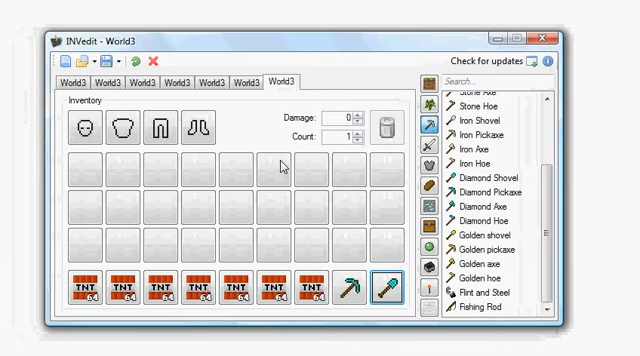 INVedit - World3
Check for updates
World3 World3 World3 World3 World3 World3 World3
Search...
Inventory
Damage: 0
Count: 1
Stone Axe
Stone Hoe
Iron Shovel
Iron Pickaxe
Iron Axe
Iron Hoe
Diamond Shovel
Diamond Pickaxe
Diamond Axe
Diamond Hoe
Golden shovel
Golden pickaxe
Golden axe
Golden hoe
Flint and Steel
Fishing Rod
TNT 64 TNT 64 TNT 64 TNT 64 TNT 64 TNT 64 TNT 64